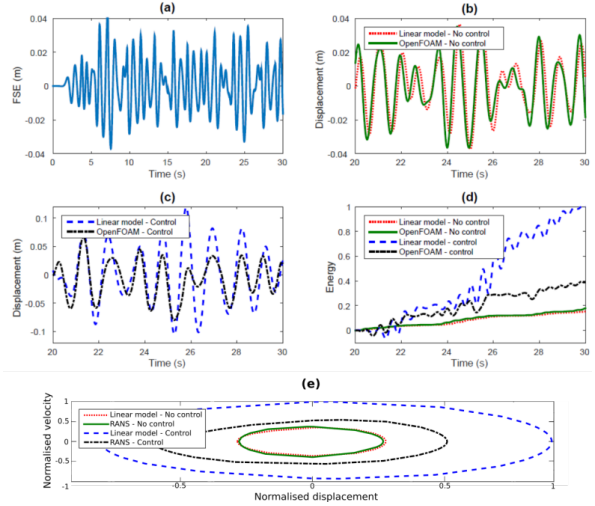 (a)
0.04
0.02
0
-0.02
-0.04
FSE (m)
0 5 10 15 20 25 30
Time (s)
(b)
0.04
0.02
0
-0.02
-0.04
Displacement (m)
Linear model - No control
OpenFOAM - No control
20 22 24 26 28 30
Time (s)
(c)
0.1
0.05
0
-0.05
-0.1
Displacement (m)
Linear model - Control
OpenFOAM - Control
20 22 24 26 28 30
Time (s)
(d)
1
0.8
0.6
0.4
0.2
0
Energy
Linear model - No control
OpenFOAM - No control
Linear model - control
OpenFOAM - control
20 22 24 26 28 30
Time (s)
(e)
1
0.5
0
-0.5
-1
Normalised velocity
Linear model - No control
RANS - No control
Linear model - Control
RANS - Control
-0.5 0 0.5 1
Normalised displacement